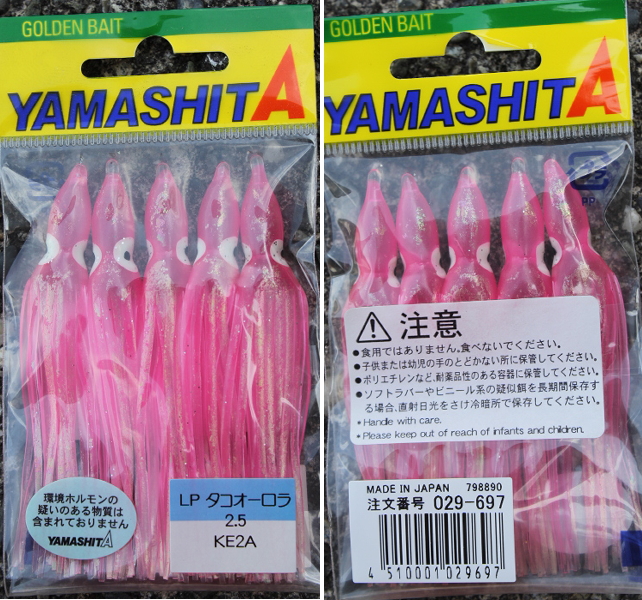 GOLDEN BAIT
YAMASHITA
環境ホルモンの
疑いのある物質は
含まれておりません
YAMASHITA
LP タコオーロラ
2.5
KE2A
GOLDEN BAIT
YAMASHITA
PP
注意
●食用ではありません。食べないでください。
●子供または幼児の手のとどかない所に保管してください。
●ポリエチレンなど、耐薬品性のある容器に保管してください。
●ソフトラバーやビニール系の疑似餌を長期間保存す
る場合、直射日光をさけ冷暗所で保存してください。
*Handle with care.
*Please keep out of reach of infants and children.
MADE IN JAPAN 798890
注文番号 029-697
4 510001 029697